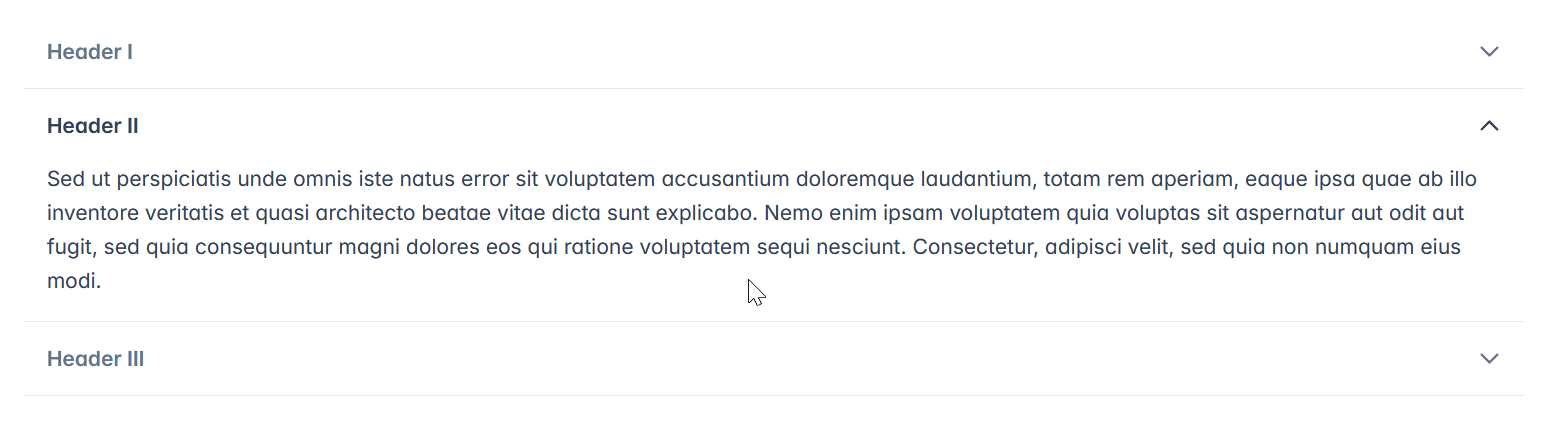 Header I
Header II
Sed ut perspiciatis unde omnis iste natus error sit voluptatem accusantium doloremque laudantium, totam rem aperiam, eaque ipsa quae ab illo
inventore veritatis et quasi architecto beatae vitae dicta sunt explicabo. Nemo enim ipsam voluptatem quia voluptas sit aspernatur aut odit aut
fugit, sed quia consequuntur magni dolores eos qui ratione voluptatem sequi nesciunt. Consectetur, adipisci velit, sed quia non numquam eius
modi.
Header III